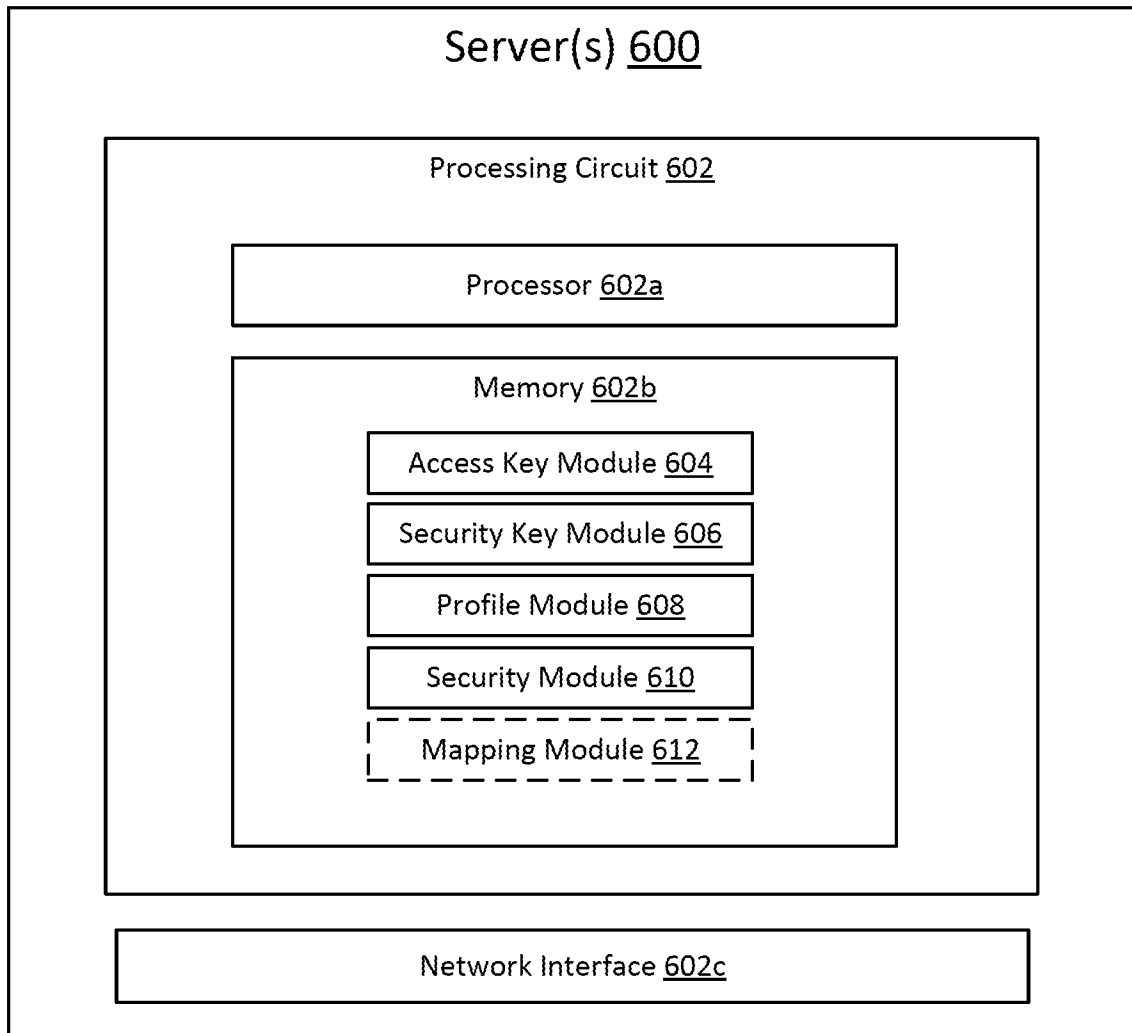 Server(s) 600
Processing Circuit 602
Processor 602a
Memory 602b
Access Key Module 604
Security Key Module 606
Profile Module 608
Security Module 610
Mapping Module 612
Network Interface 602c